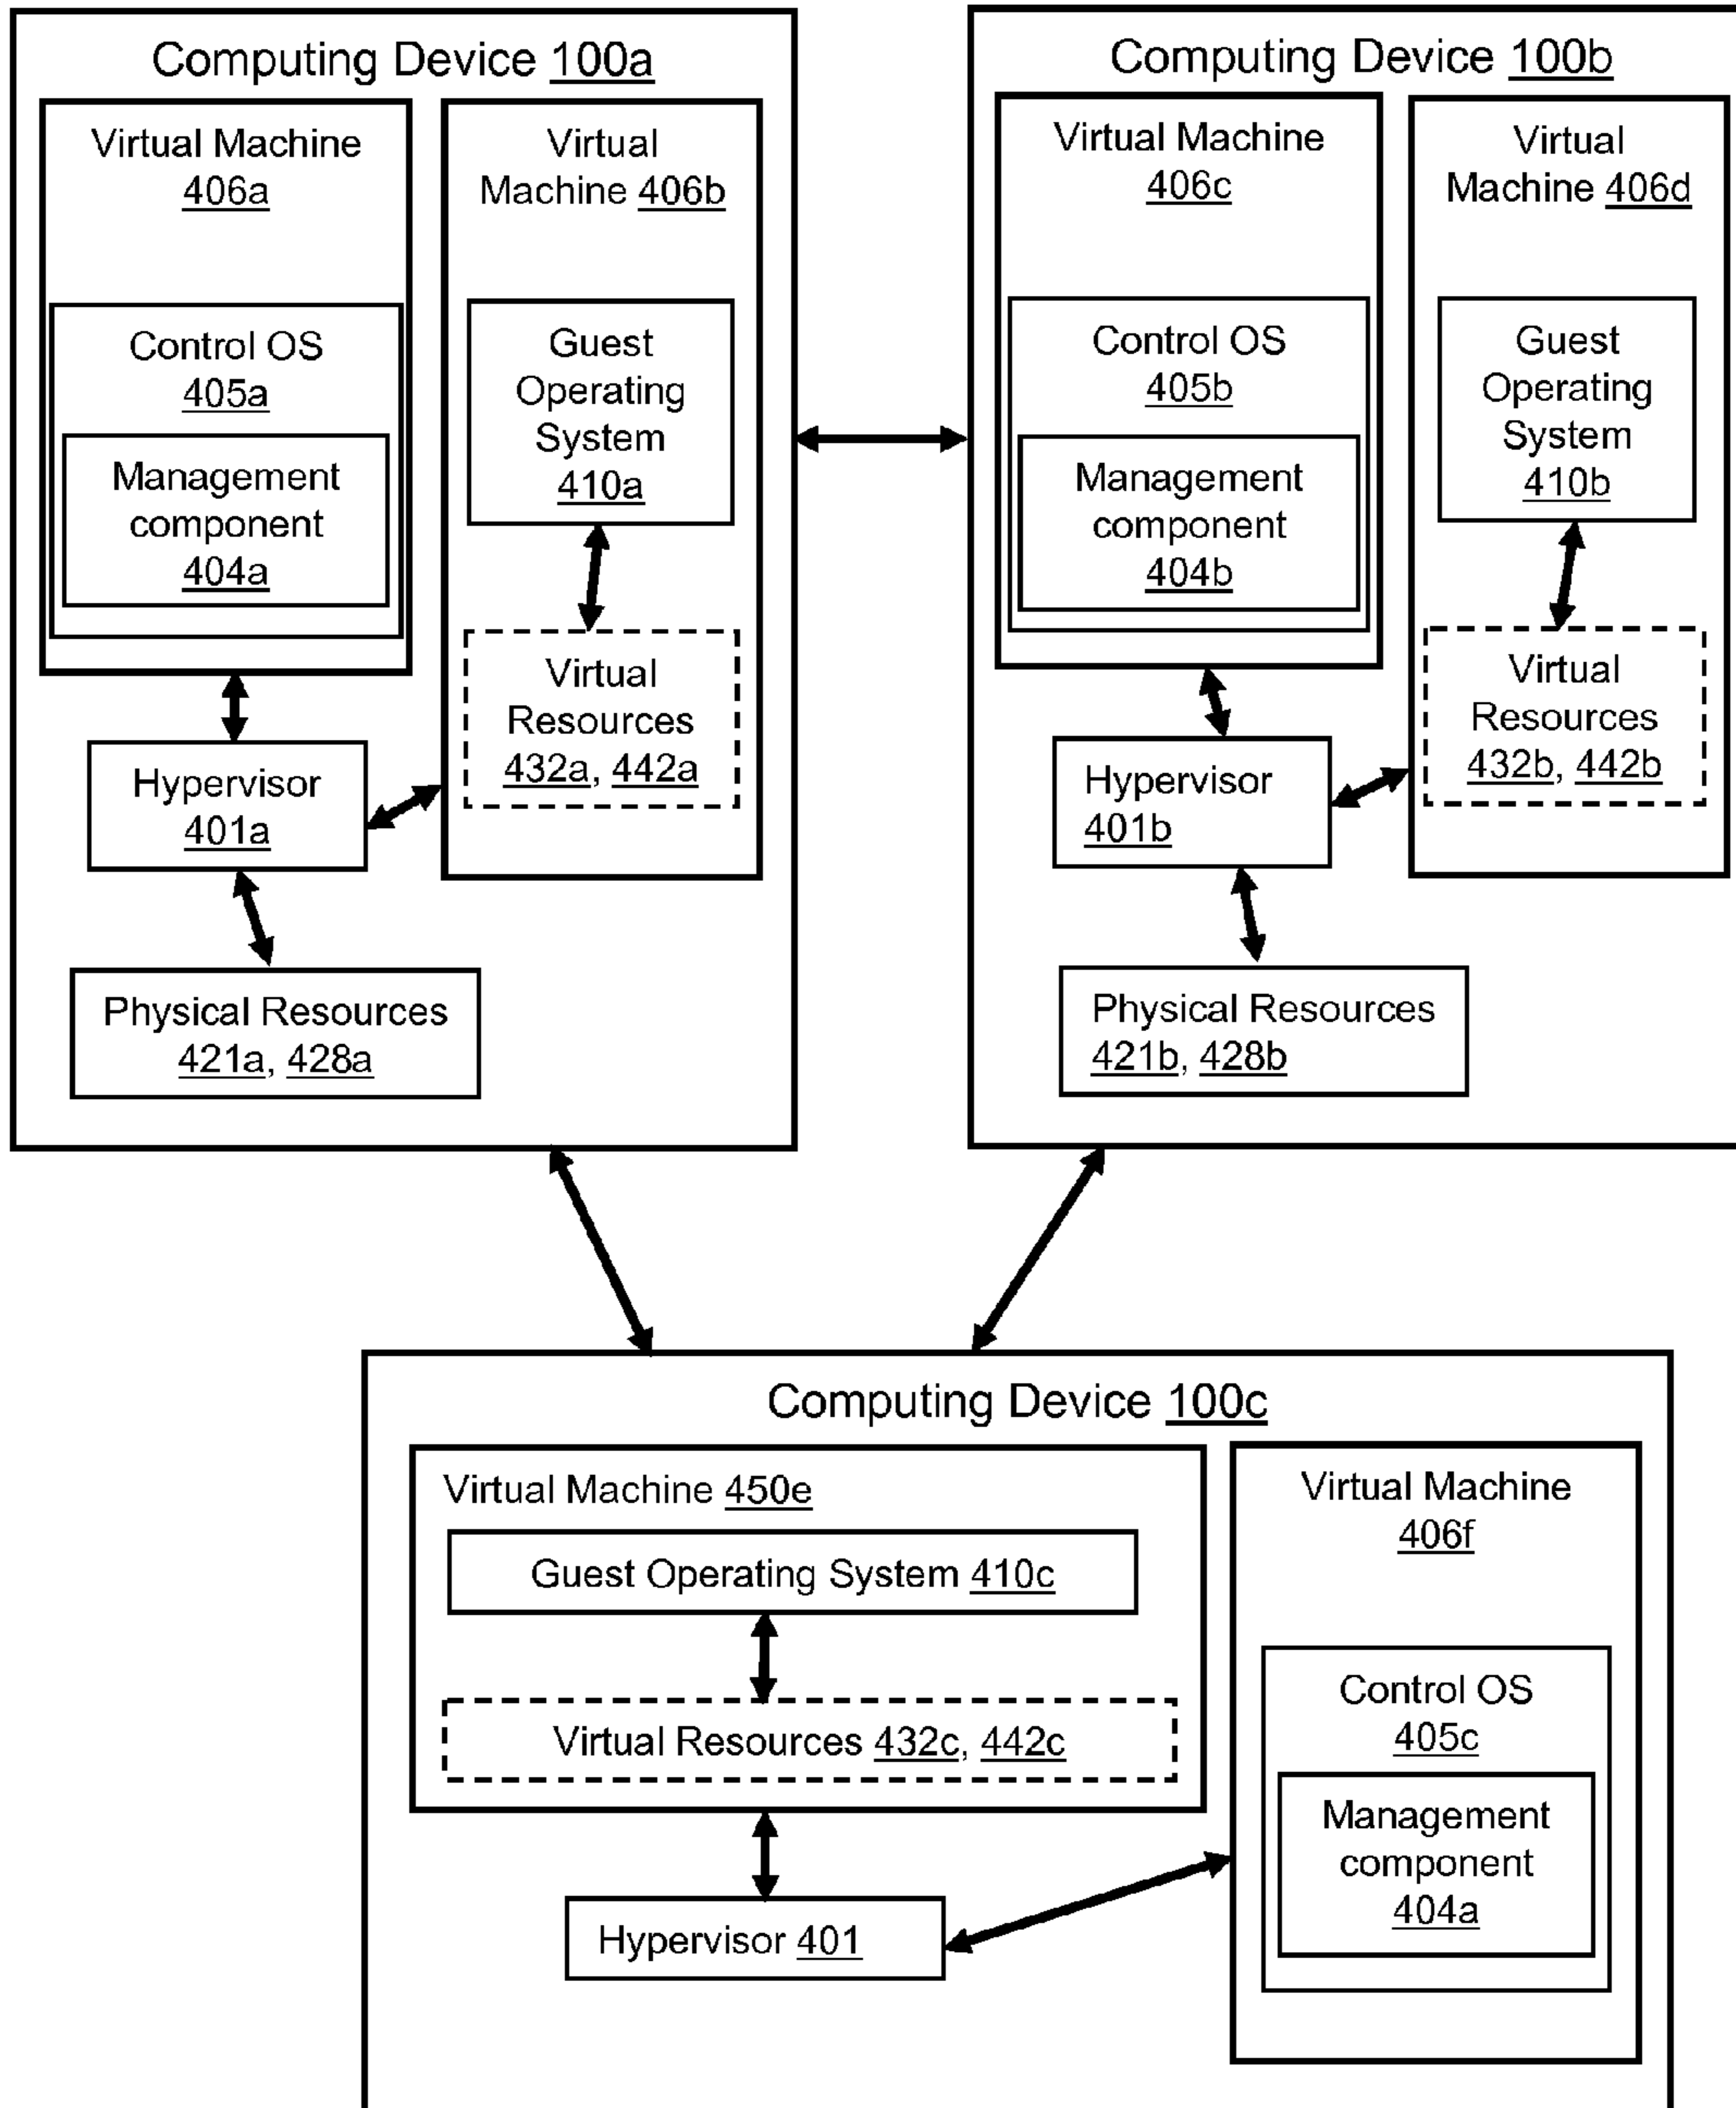 Computing Device 100a
Virtual Machine
406a
Control OS
405a
Management
component
404a
Virtual
Machine 406b
Guest
Operating
System
410a
Virtual
Resources
432a, 442a
Hypervisor
401a
Physical Resources
421a, 428a
Computing Device 100b
Virtual Machine
406c
Control OS
405b
Management
component
404b
Virtual
Machine 406d
Guest
Operating
System
410b
Virtual
Resources
432b, 442b
Hypervisor
401b
Physical Resources
421b, 428b
Computing Device 100c
Virtual Machine 450e
Guest Operating System 410c
Virtual Resources 432c, 442c
Hypervisor 401
Virtual Machine
406f
Control OS
405c
Management
component
404a